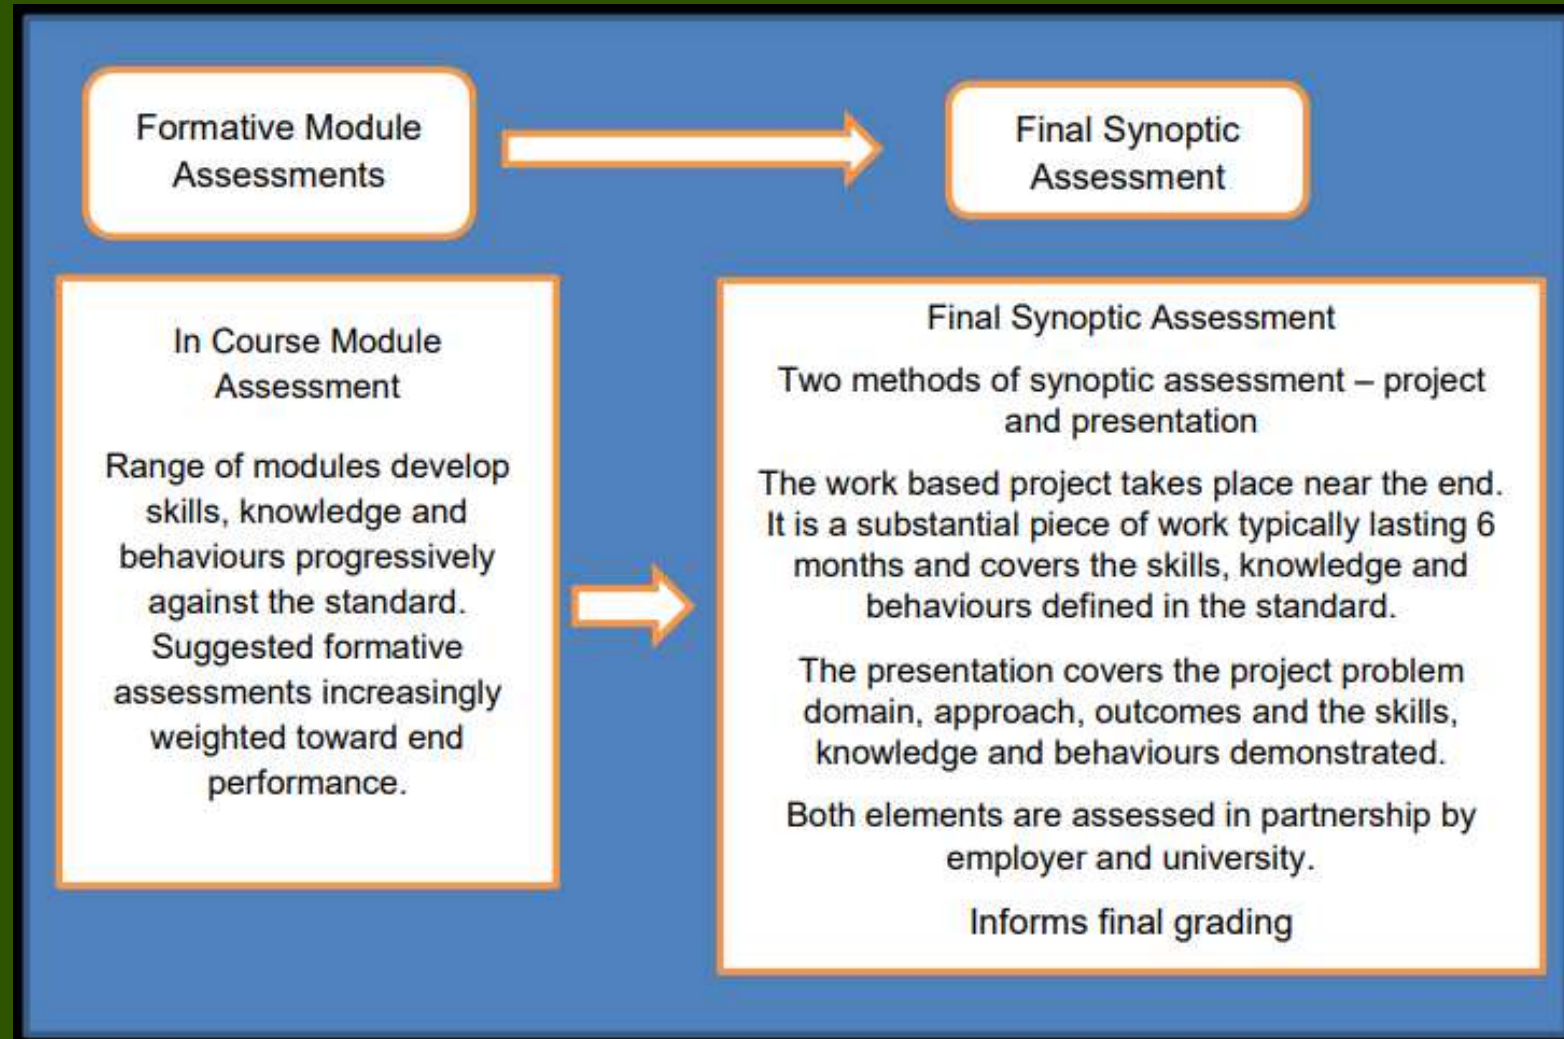 Formative Module
Assessments
Final Synoptic
Assessment
In Course Module
Assessment
Range of modules develop
skills, knowledge and
behaviours progressively
against the standard.
Suggested formative
assessments increasingly
weighted toward end
performance.
Final Synoptic Assessment
Two methods of synoptic assessment – project
and presentation
The work based project takes place near the end.
It is a substantial piece of work typically lasting 6
months and covers the skills, knowledge and
behaviours defined in the standard.
The presentation covers the project problem
domain, approach, outcomes and the skills,
knowledge and behaviours demonstrated.
Both elements are assessed in partnership by
employer and university.
Informs final grading